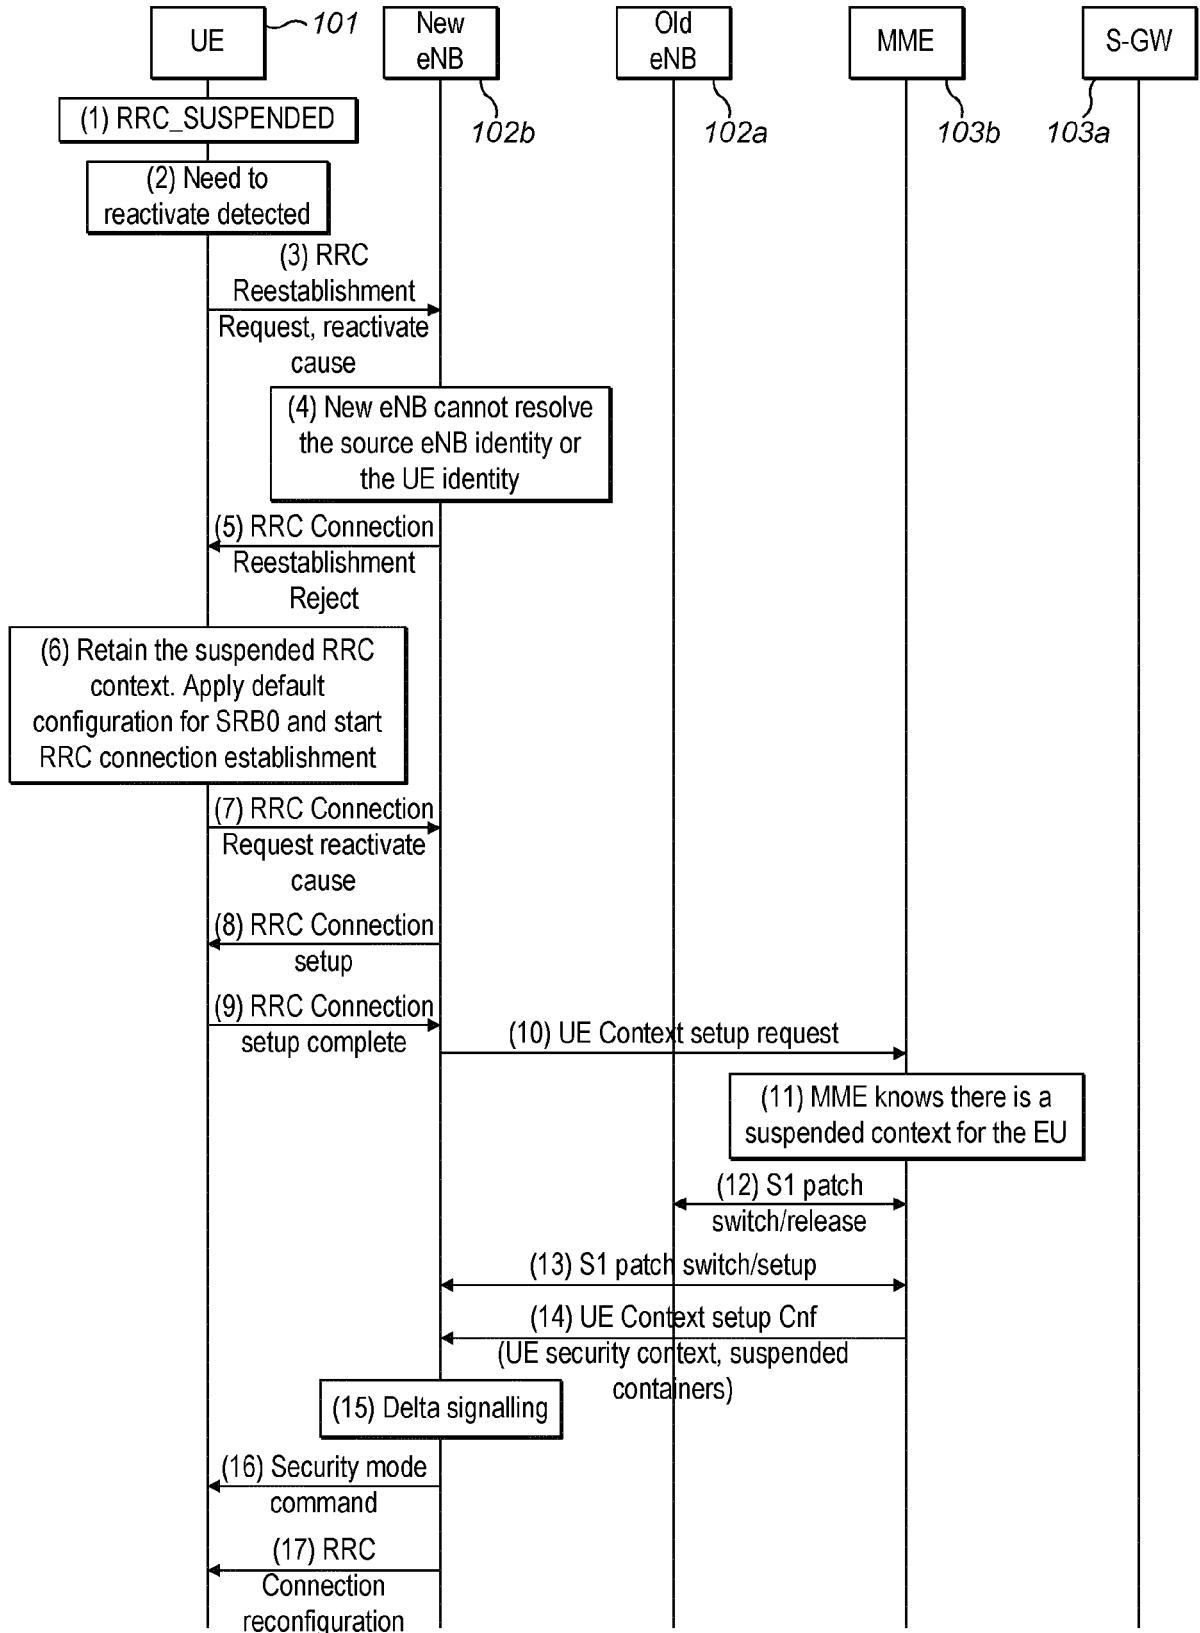 UE
101
New
eNB
Old
eNB
MME
S-GW
102b
102a
103b
103a
(1) RRC_SUSPENDED
(2) Need to
reactivate detected
(3) RRC
Reestablishment
Request, reactivate
cause
(4) New eNB cannot resolve
the source eNB identity or
the UE identity
(5) RRC Connection
Reestablishment
Reject
(6) Retain the suspended RRC
context. Apply default
configuration for SRB0 and start
RRC connection establishment
(7) RRC Connection
Request reactivate
cause
(8) RRC Connection
setup
(9) RRC Connection
setup complete
(10) UE Context setup request
(11) MME knows there is a
suspended context for the EU
(12) S1 patch
switch/release
(13) S1 patch switch/setup
(14) UE Context setup Cnf
(UE security context, suspended
containers)
(15) Delta signalling
(16) Security mode
command
(17) RRC
Connection
reconfiguration